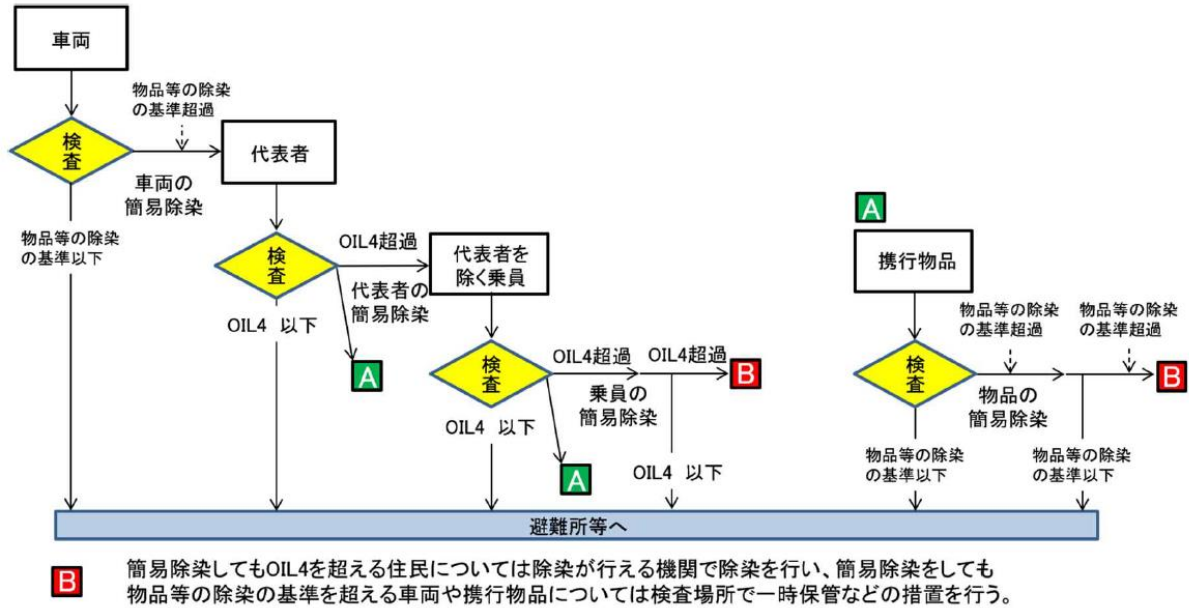 車両
物品等の除染
の基準超過
検
査
代表者
車両の
簡易除染
物品等の除染
の基準以下
検
査
OIL4超過
代表者を
除く乗員
代表者の
簡易除染
OIL4 以下
A
検
査
OIL4超過
OIL4超過
B
乗員の
簡易除染
OIL4 以下
A
OIL4 以下
A
携行物品
物品等の除染
の基準超過
物品等の除染
の基準超過
検
査
B
物品の
簡易除染
物品等の除染
の基準以下
物品等の除染
の基準以下
避難所等へ
B
簡易除染してもOIL4を超える住民については除染が行える機関で除染を行い、簡易除染をしても
物品等の除染の基準を超える車両や携行物品については検査場所で一時保管などの措置を行う。